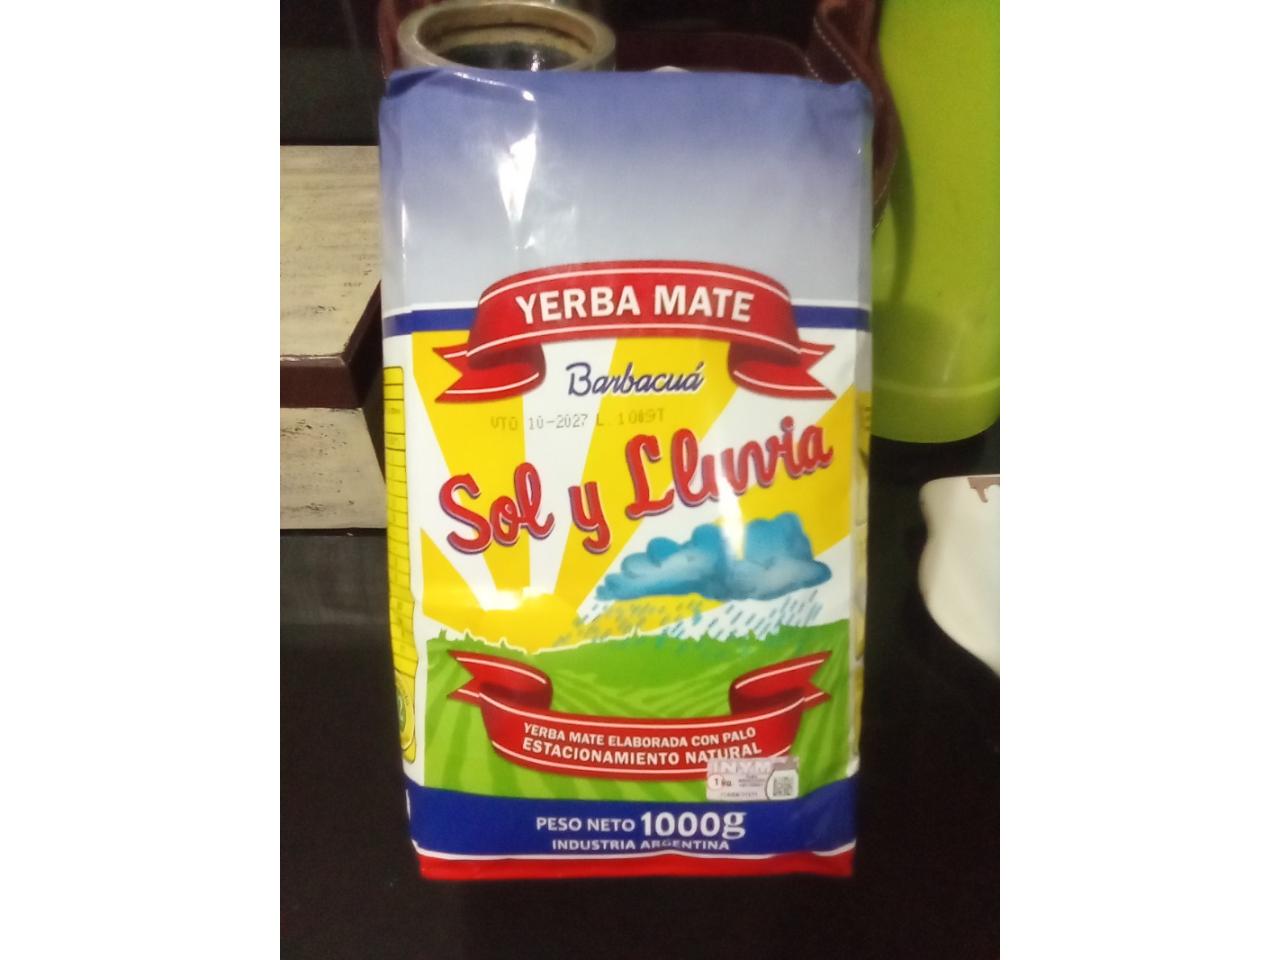 YERBA MATE
Barbacuá
VTO 10-2027 L. 1089T
Sol y Lluvia
YERBA MATE ELABORADA CON PALO
ESTACIONAMIENTO NATURAL
INYM
PESO NETO 1000g
INDUSTRIA ARGENTINA